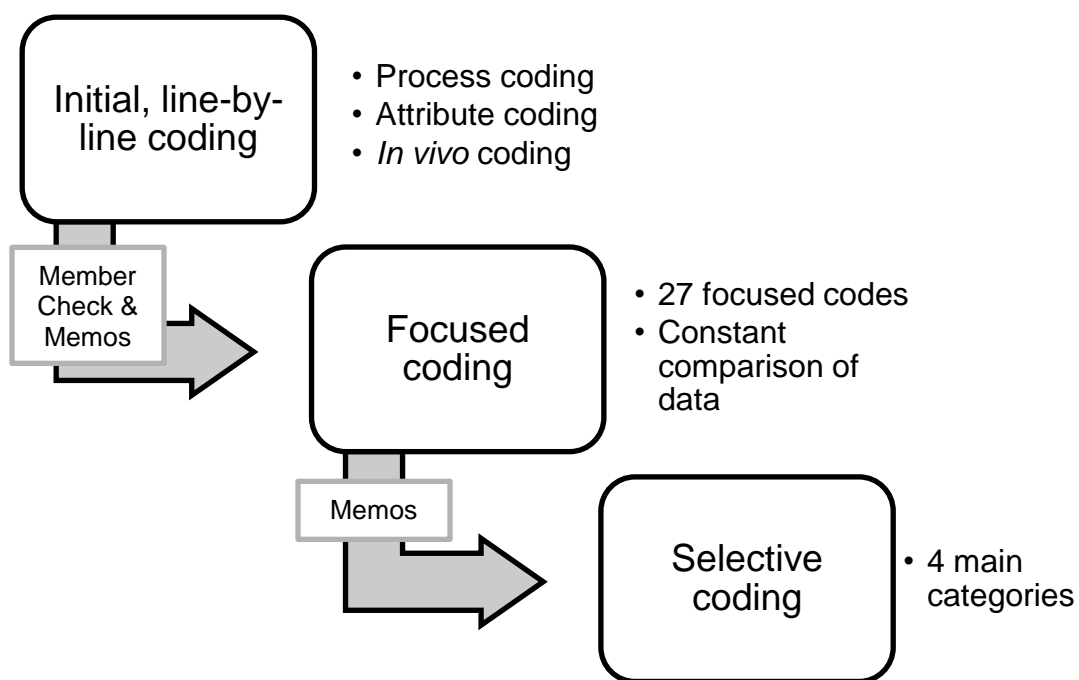 Initial, line-by-
line coding
• Process coding
• Attribute coding
• In vivo coding
Member
Check &
Memos
Focused
coding
• 27 focused codes
• Constant
comparison of
data
Memos
Selective
coding
• 4 main
categories